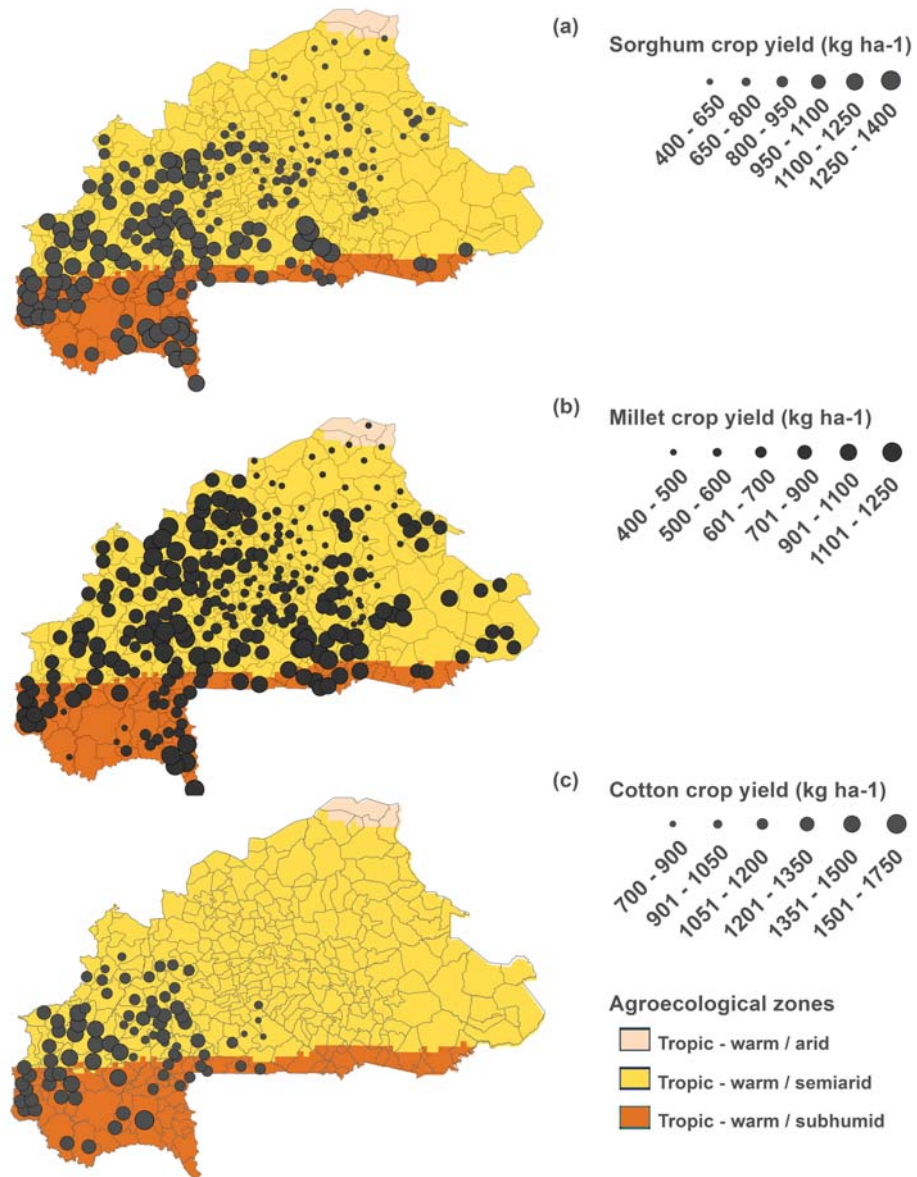 (a)
Sorghum crop yield (kg ha-1)
400 - 650
650 - 800
800 - 950
950 - 1100
1100 - 1250
1250 - 1400
(b)
Millet crop yield (kg ha-1)
400 - 500
500 - 600
601 - 700
701 - 900
901 - 1100
1101 - 1250
(c)
Cotton crop yield (kg ha-1)
700 - 900
901 - 1050
1051 - 1200
1201 - 1350
1351 - 1500
1501 - 1750
Agroecological zones
Tropic - warm / arid
Tropic - warm / semiarid
Tropic - warm / subhumid